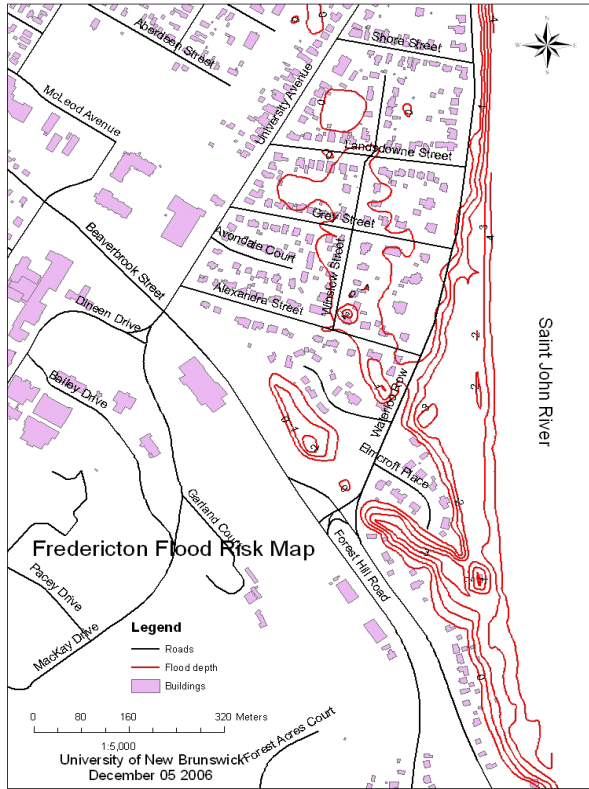 Aberdeen Street
Shore Street
N
W E
S
McLeod Avenue
University Avenue
Landsdowne Street
Grey Street
Avondale Court
Beaverbrook Street
Winslow Street
Alexandra Street
Dineen Drive
Saint John River
Bailey Drive
Waterloo Row
Elmcroft Place
Garland Court
Fredericton Flood Risk Map
Forest Hill Road
Pacey Drive
MacKay Drive
Legend
Roads
Flood depth
Buildings
0 80 160 320 Meters
1:5,000
University of New Brunswick
December 05 2006
Forest Acres Court